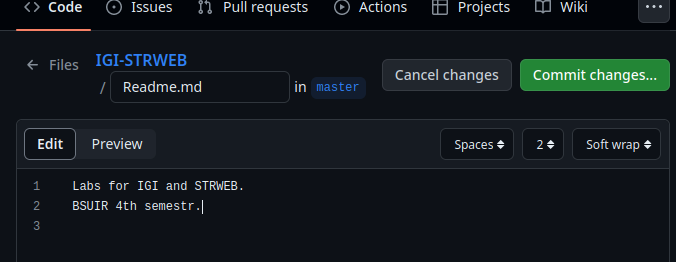 Code Issues Pull requests Actions Projects Wiki ...
Files IGI-STRWEB
/ Readme.md in master Cancel changes Commit changes...
Edit Preview Spaces 2 Soft wrap
1 Labs for IGI and STRWEB.
2 BSUIR 4th semestr.
3